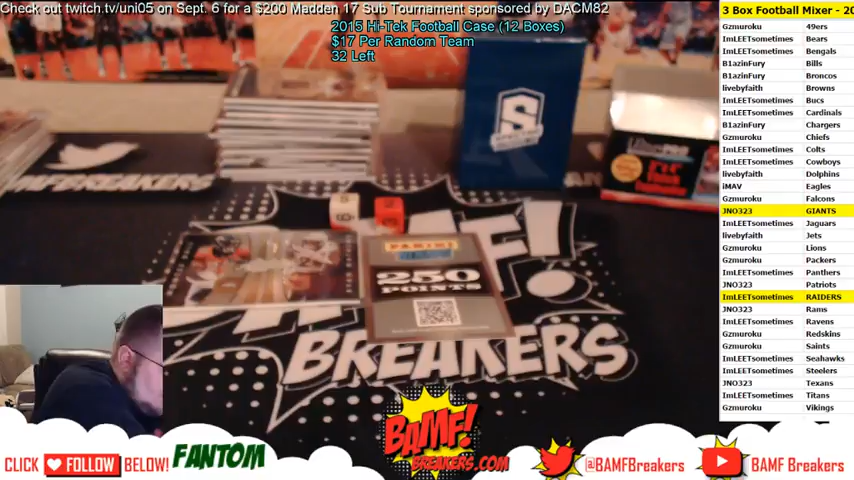 Check out twitch.tv/uni05 on Sept. 6 for a $200 Madden 17 Sub Tournament sponsored by DACM82
2015 Hi-Tek Football Case (12 Boxes)
$17 Per Random Team
32 Left
3 Box Football Mixer - 20
Gzmuroku 49ers
ImLEETsometimes Bears
ImLEETsometimes Bengals
B1azinFury Bills
B1azinFury Broncos
livebyfaith Browns
ImLEETsometimes Bucs
ImLEETsometimes Cardinals
B1azinFury Chargers
Gzmuroku Chiefs
ImLEETsometimes Colts
ImLEETsometimes Cowboys
livebyfaith Dolphins
iMAV Eagles
Gzmuroku Falcons
JNO323 GIANTS
ImLEETsometimes Jaguars
livebyfaith Jets
Gzmuroku Lions
Gzmuroku Packers
ImLEETsometimes Panthers
JNO323 Patriots
ImLEETsometimes RAIDERS
JNO323 Rams
ImLEETsometimes Ravens
Gzmuroku Redskins
Gzmuroku Saints
ImLEETsometimes Seahawks
ImLEETsometimes Steelers
JNO323 Texans
ImLEETsometimes Titans
Gzmuroku Vikings
S
PANINI
250
POINTS
BREAKERS
CLICK FOLLOW BELOW!
FANTOM
BAMF!
BREAKERS.COM
@BAMFBreakers
BAMF Breakers